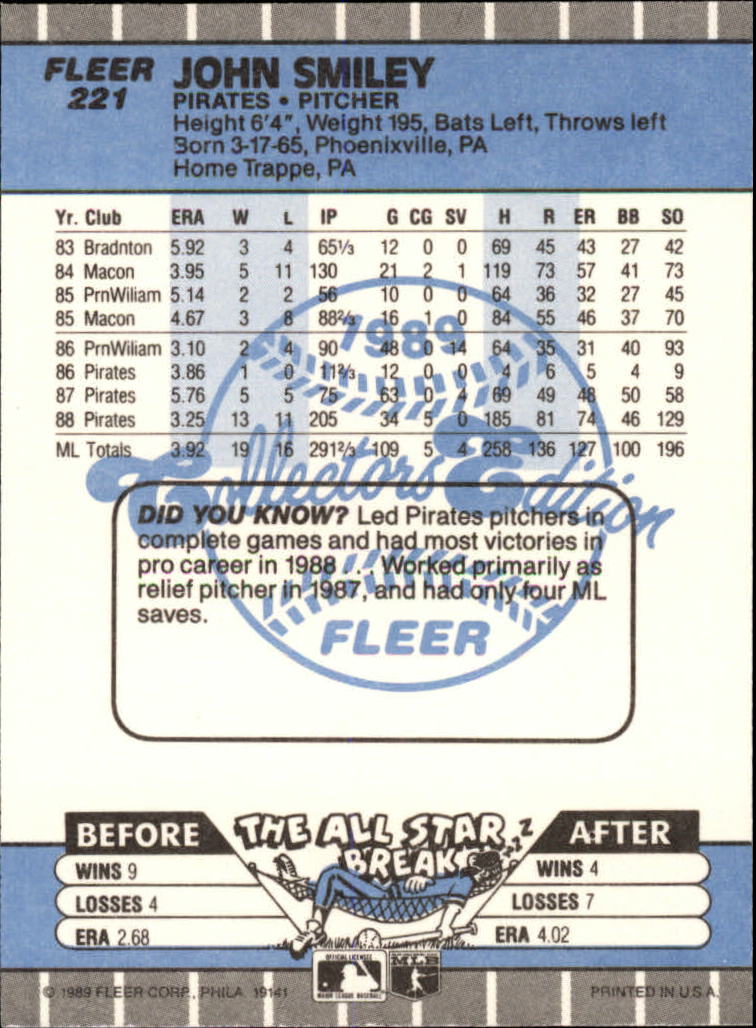 FLEER JOHN SMILEY
221 PIRATES • PITCHER
Height 6'4", Weight 195, Bats Left, Throws left
Born 3-17-65, Phoenixville, PA
Home Trappe, PA
Yr. Club ERA W L IP G CG SV H R ER BB SO
83 Bradnton 5.92 3 4 65⅓ 12 0 0 69 45 43 27 42
84 Macon 3.95 5 11 130 21 2 1 119 73 57 41 73
85 PrnWiliam 5.14 2 2 56 10 0 0 64 36 32 27 45
85 Macon 4.67 3 8 88⅔ 16 1 0 84 55 46 37 70
86 PrnWiliam 3.10 2 4 90 48 0 14 64 35 31 40 93
86 Pirates 3.86 1 0 11⅔ 12 0 0 4 6 5 4 9
87 Pirates 5.76 5 5 75 63 0 4 69 49 48 50 58
88 Pirates 3.25 13 11 205 34 5 0 185 81 74 46 129
ML Totals 3.92 19 16 291⅔ 109 5 4 258 136 127 100 196
1989
Collectors Edition
FLEER
DID YOU KNOW? Led Pirates pitchers in
complete games and had most victories in
pro career in 1988 . . . Worked primarily as
relief pitcher in 1987, and had only four ML
saves.
BEFORE THE ALL STAR BREAK AFTER
z-z-Z
WINS 9 WINS 4
LOSSES 4 LOSSES 7
ERA 2.68 ERA 4.02
OFFICIAL LICENSEE
MAJOR LEAGUE BASEBALL
MLB
© 1989 FLEER CORP., PHILA. 19141 PRINTED IN U.S.A.